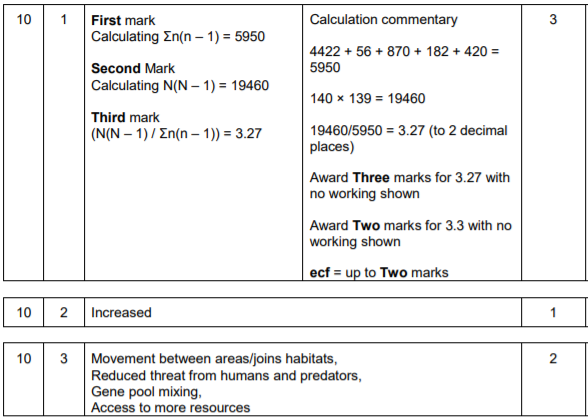 10 1 First mark
Calculating Σn(n – 1) = 5950
Second Mark
Calculating N(N – 1) = 19460
Third mark
(N(N – 1) / Σn(n – 1)) = 3.27
Calculation commentary
4422 + 56 + 870 + 182 + 420 =
5950
140 × 139 = 19460
19460/5950 = 3.27 (to 2 decimal
places)
Award Three marks for 3.27 with
no working shown
Award Two marks for 3.3 with no
working shown
ecf = up to Two marks
3
10 2 Increased 1
10 3 Movement between areas/joins habitats,
Reduced threat from humans and predators,
Gene pool mixing,
Access to more resources
2